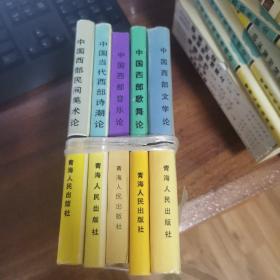 中国西部民间美术论
中国当代西部诗潮论
中国西部音乐论
中国西部歌舞论
中国西部文学论
青海人民出版社
青海人民出版社
青海人民出版社
青海人民出版社
青海人民出版社